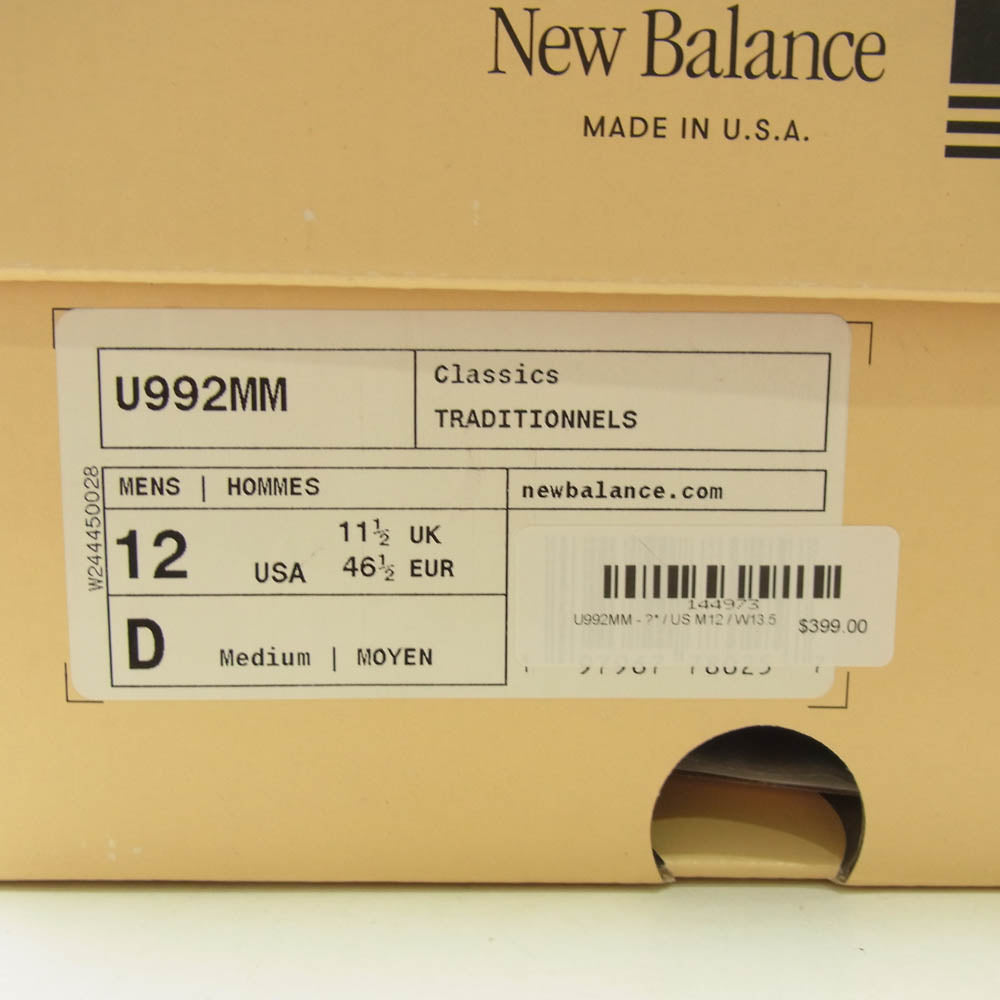 New Balance
MADE IN U.S.A.
U992MM
Classics
TRADITIONNELS
W244450028
MENS | HOMMES
newbalance.com
12 USA
11½ UK
46½ EUR
D Medium | MOYEN
144973
U992MM - ?* / US M12 / W13.5
$399.00